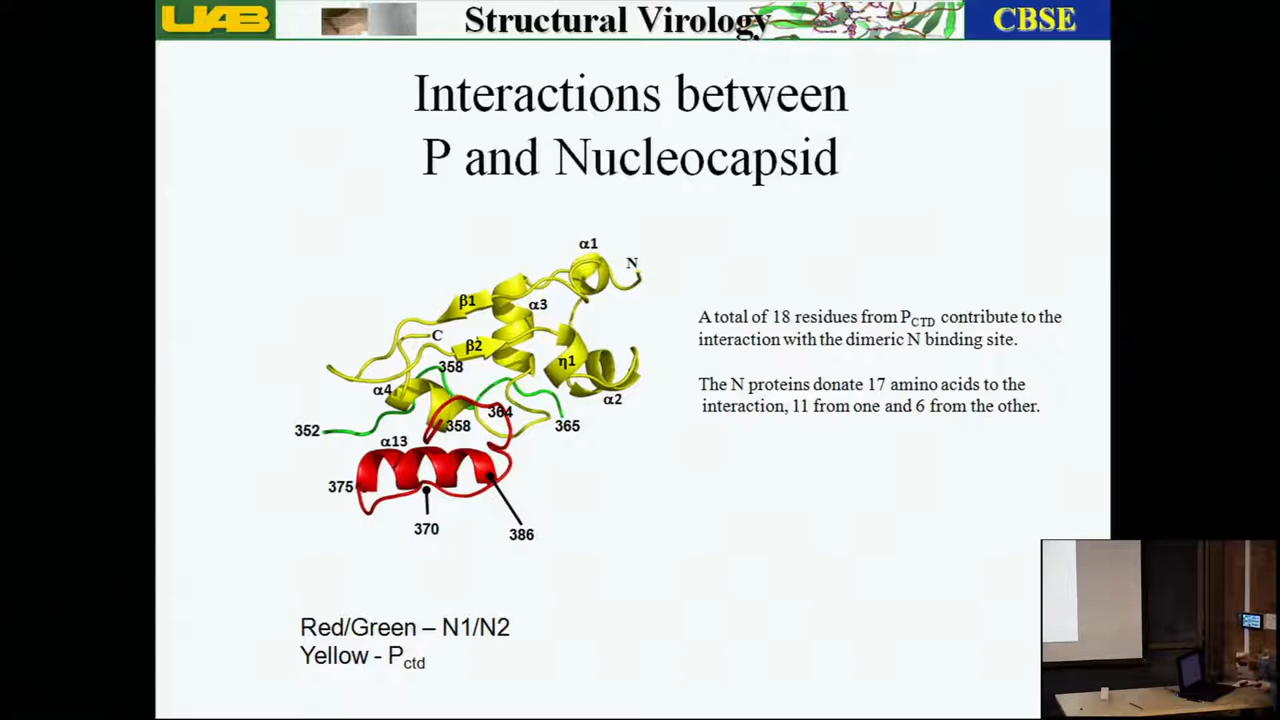 UAB
Structural Virology
CBSE
Interactions between
P and Nucleocapsid
α1
N
β1
α3
C
β2
358
η1
α4
α2
364
352
358
365
α13
375
370
386
A total of 18 residues from PCTD contribute to the
interaction with the dimeric N binding site.
The N proteins donate 17 amino acids to the
interaction, 11 from one and 6 from the other.
Red/Green – N1/N2
Yellow - Pctd